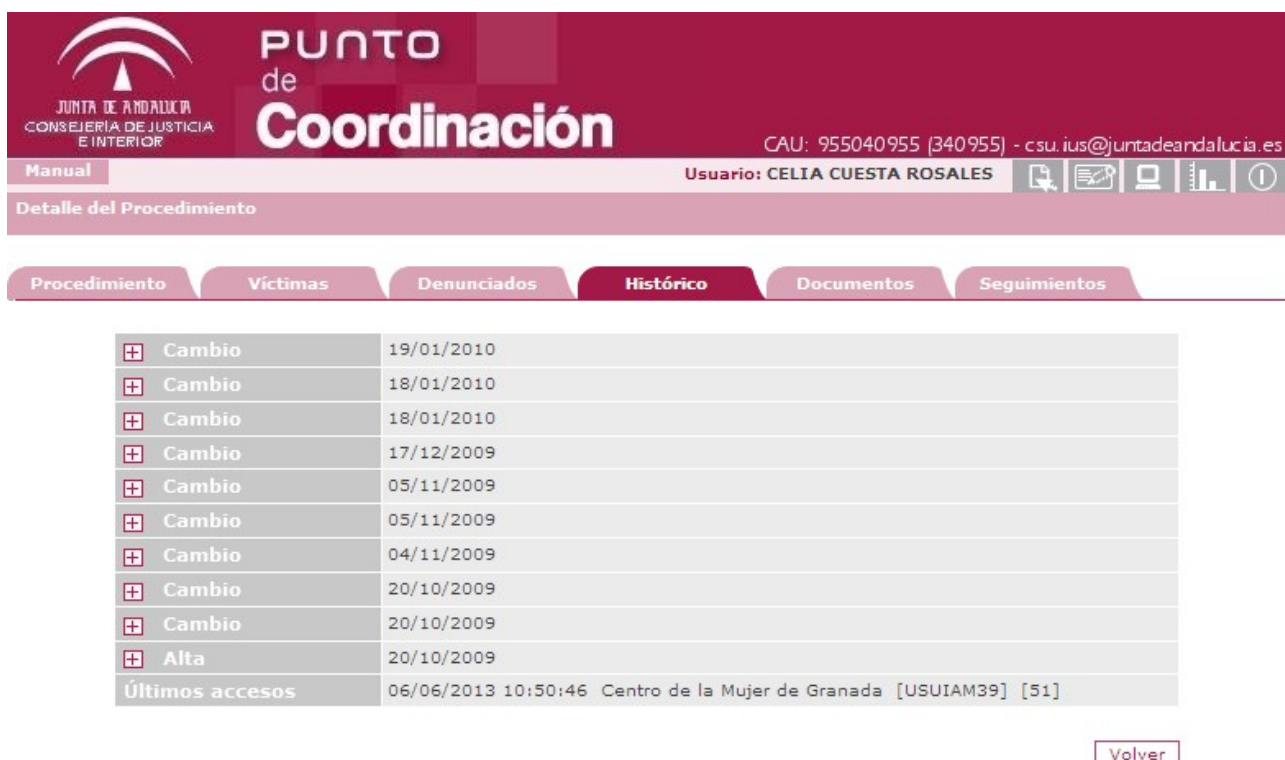 JUNTA DE ANDALUCIA
CONSEJERÍA DE JUSTICIA
E INTERIOR
PUNTO
de
Coordinación
CAU: 955040955 (340955) - csu.ius@juntadeandalucia.es
Manual
Usuario: CELIA CUESTA ROSALES
Detalle del Procedimiento
Procedimiento Víctimas Denunciados Histórico Documentos Seguimientos
Cambio 19/01/2010
Cambio 18/01/2010
Cambio 18/01/2010
Cambio 17/12/2009
Cambio 05/11/2009
Cambio 05/11/2009
Cambio 04/11/2009
Cambio 20/10/2009
Cambio 20/10/2009
Alta 20/10/2009
Últimos accesos 06/06/2013 10:50:46 Centro de la Mujer de Granada [USUIAM39] [51]
Volver